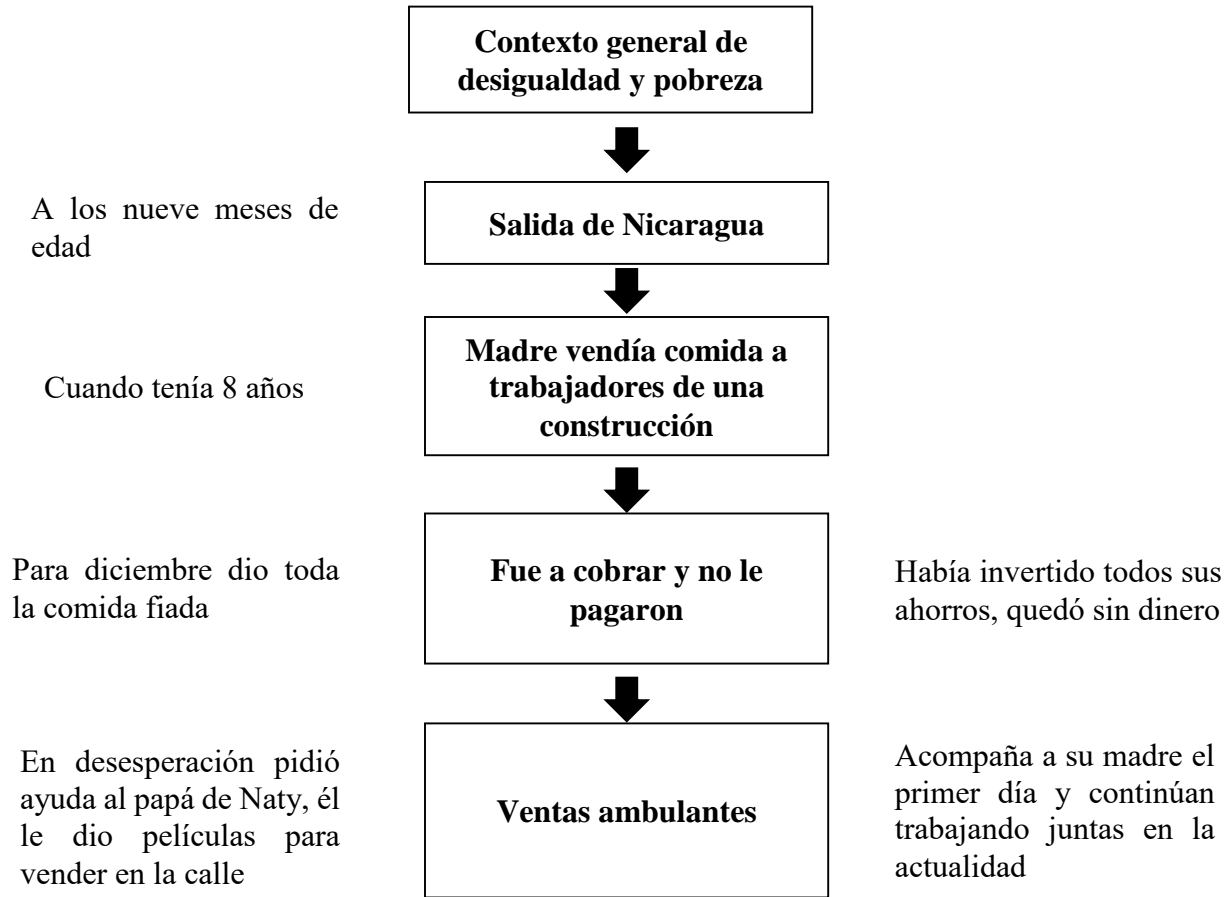 Contexto general de
desigualdad y pobreza
A los nueve meses de
edad
Salida de Nicaragua
Cuando tenía 8 años
Madre vendía comida a
trabajadores de una
construcción
Para diciembre dio toda
la comida fiada
Fue a cobrar y no le
pagaron
Había invertido todos sus
ahorros, quedó sin dinero
En desesperación pidió
ayuda al papá de Naty, él
le dio películas para
vender en la calle
Ventas ambulantes
Acompaña a su madre el
primer día y continúan
trabajando juntas en la
actualidad